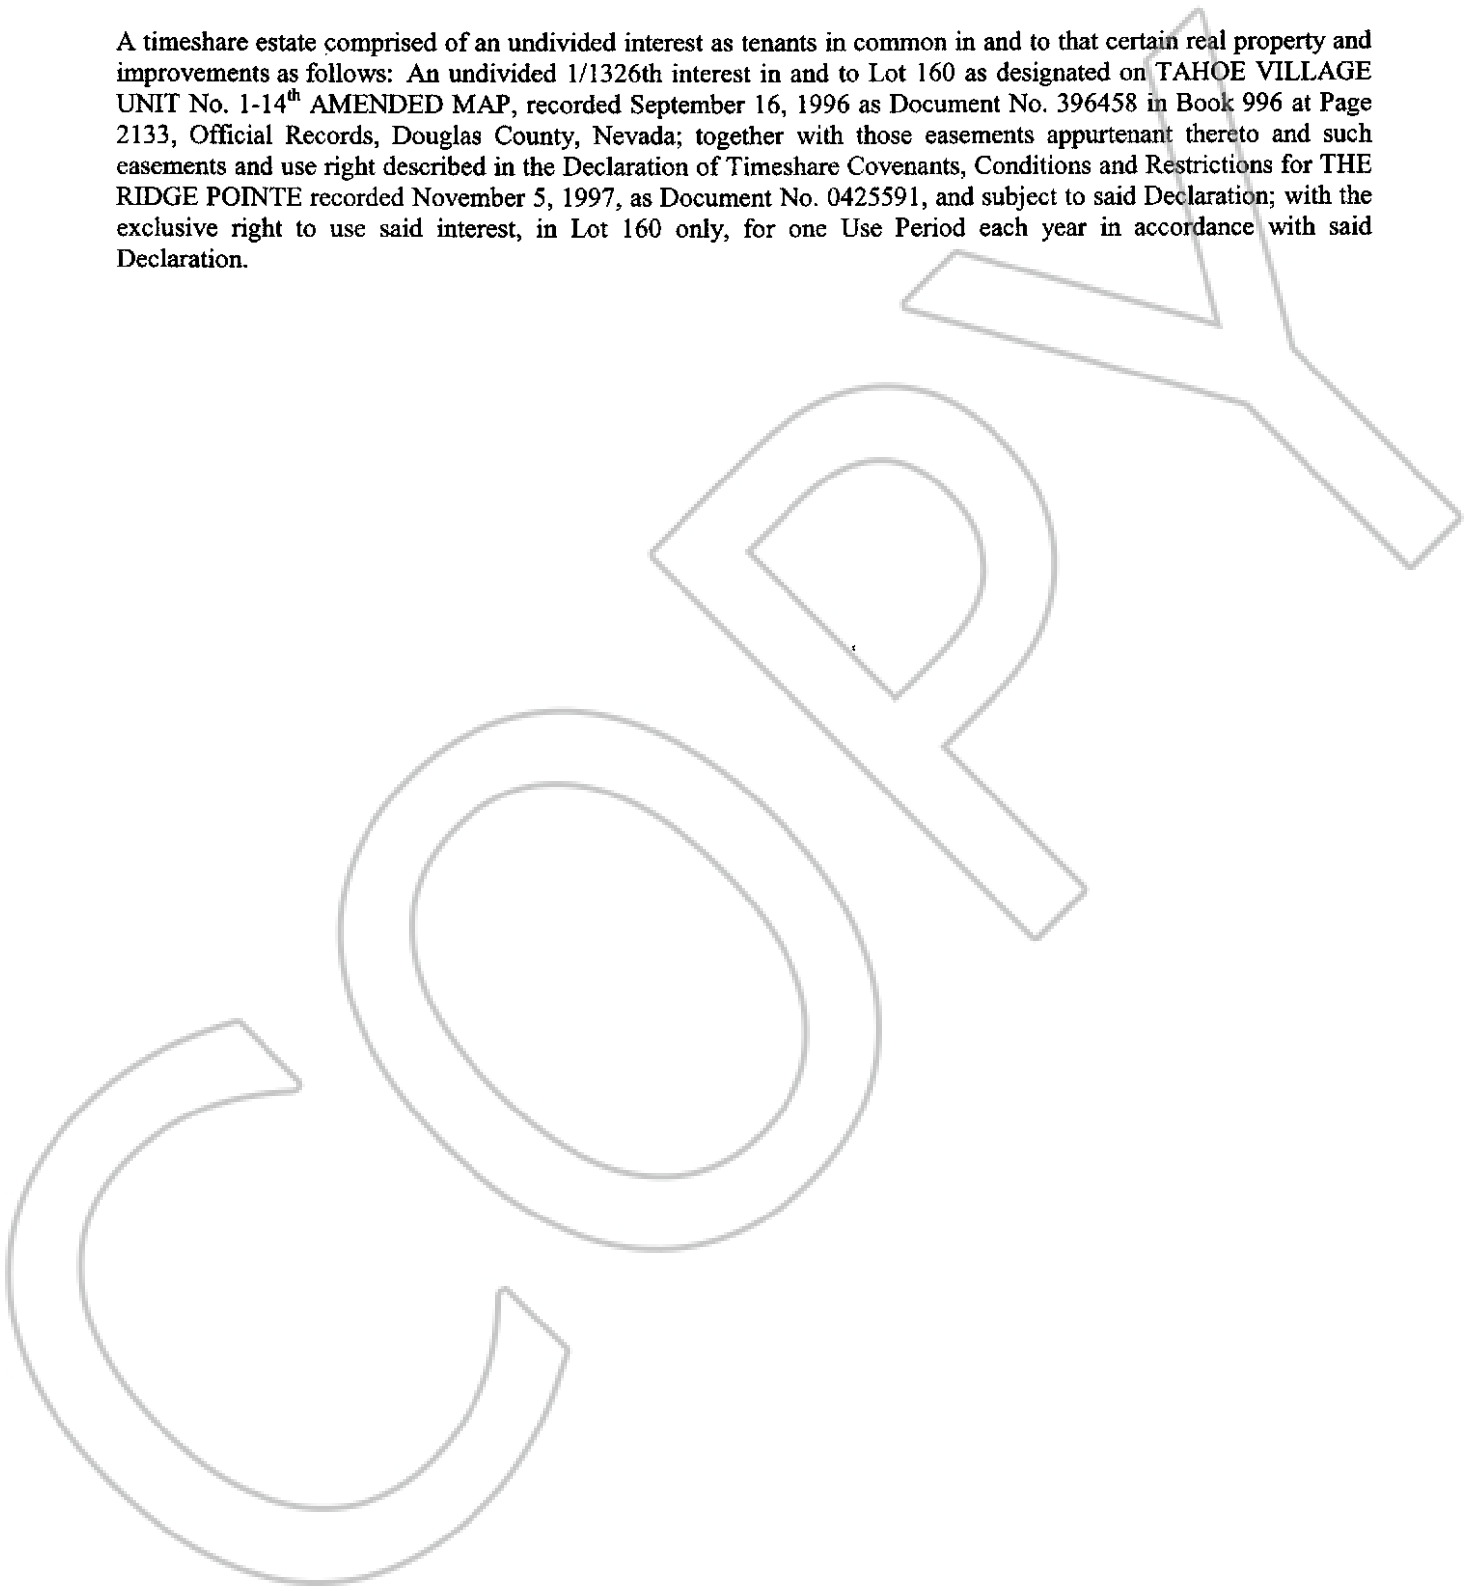 A timeshare estate comprised of an undivided interest as tenants in common in and to that certain real property and
improvements as follows: An undivided 1/1326th interest in and to Lot 160 as designated on TAHOE VILLAGE
UNIT No. 1-14th AMENDED MAP, recorded September 16, 1996 as Document No. 396458 in Book 996 at Page
2133, Official Records, Douglas County, Nevada; together with those easements appurtenant thereto and such
easements and use right described in the Declaration of Timeshare Covenants, Conditions and Restrictions for THE
RIDGE POINTE recorded November 5, 1997, as Document No. 0425591, and subject to said Declaration; with the
exclusive right to use said interest, in Lot 160 only, for one Use Period each year in accordance with said
Declaration.
COPY